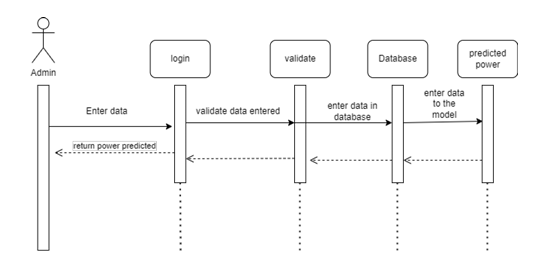 Admin
login
validate
Database
predicted
power
Enter data
validate data entered
enter data in
database
enter data
to the
model
return power predicted